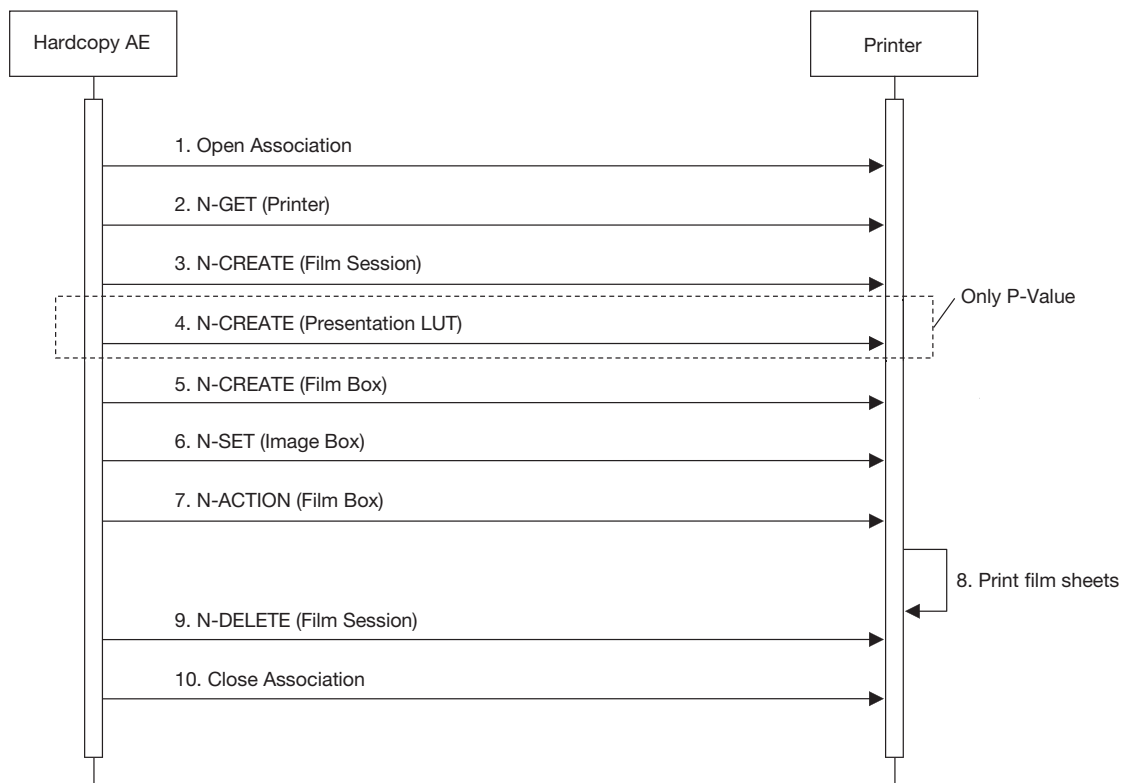 Hardcopy AE
Printer
1. Open Association
2. N-GET (Printer)
3. N-CREATE (Film Session)
Only P-Value
4. N-CREATE (Presentation LUT)
5. N-CREATE (Film Box)
6. N-SET (Image Box)
7. N-ACTION (Film Box)
8. Print film sheets
9. N-DELETE (Film Session)
10. Close Association